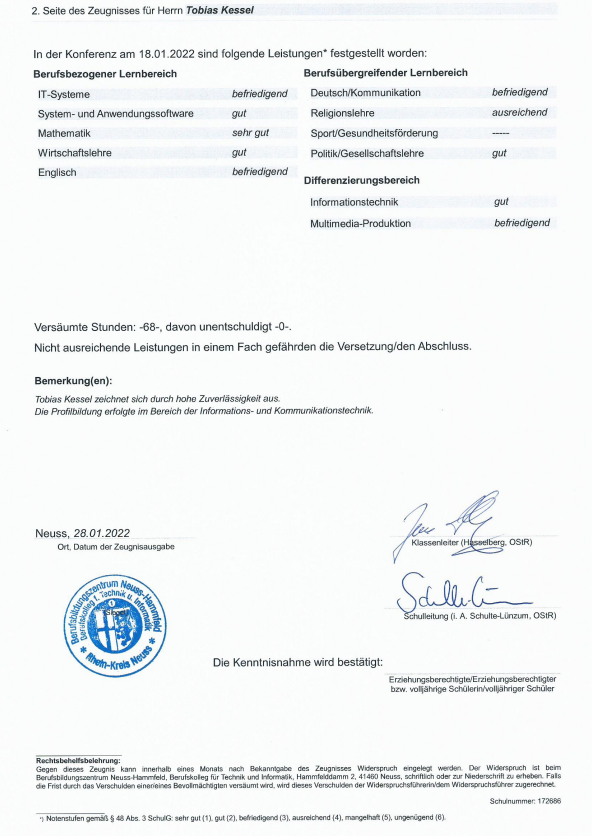 2. Seite des Zeugnisses für Herrn Tobias Kessel
In der Konferenz am 18.01.2022 sind folgende Leistungen* festgestellt worden:
Berufsbezogener Lernbereich
IT-Systeme befriedigend
System- und Anwendungssoftware gut
Mathematik sehr gut
Wirtschaftslehre gut
Englisch befriedigend
Berufsübergreifender Lernbereich
Deutsch/Kommunikation befriedigend
Religionslehre ausreichend
Sport/Gesundheitsförderung -----
Politik/Gesellschaftslehre gut
Differenzierungsbereich
Informationstechnik gut
Multimedia-Produktion befriedigend
Versäumte Stunden: -68-, davon unentschuldigt -0-.
Nicht ausreichende Leistungen in einem Fach gefährden die Versetzung/den Abschluss.
Bemerkung(en):
Tobias Kessel zeichnet sich durch hohe Zuverlässigkeit aus.
Die Profilbildung erfolgte im Bereich der Informations- und Kommunikationstechnik.
Neuss, 28.01.2022
Ort, Datum der Zeugnisausgabe
Klassenleiter (Hasselberg, OStR)
Schulleitung (i. A. Schulte-Lünzum, OStR)
Berufsbildungszentrum Neuss-Hammfeld
Berufskolleg f. Technik u. Informatik
* Rhein-Kreis Neuss *
Die Kenntnisnahme wird bestätigt:
Erziehungsberechtigte/Erziehungsberechtigter
bzw. volljährige Schülerin/volljähriger Schüler
Rechtsbehelfsbelehrung:
Gegen dieses Zeugnis kann innerhalb eines Monats nach Bekanntgabe des Zeugnisses Widerspruch eingelegt werden. Der Widerspruch ist beim
Berufsbildungszentrum Neuss-Hammfeld, Berufskolleg für Technik und Informatik, Hammfelddamm 2, 41460 Neuss, schriftlich oder zur Niederschrift zu erheben. Falls
die Frist durch das Verschulden einer/eines Bevollmächtigten versäumt wird, wird dieses Verschulden der Widerspruchsführerin/dem Widerspruchsführer zugerechnet.
Schulnummer: 172686
*) Notenstufen gemäß § 48 Abs. 3 SchulG: sehr gut (1), gut (2), befriedigend (3), ausreichend (4), mangelhaft (5), ungenügend (6).